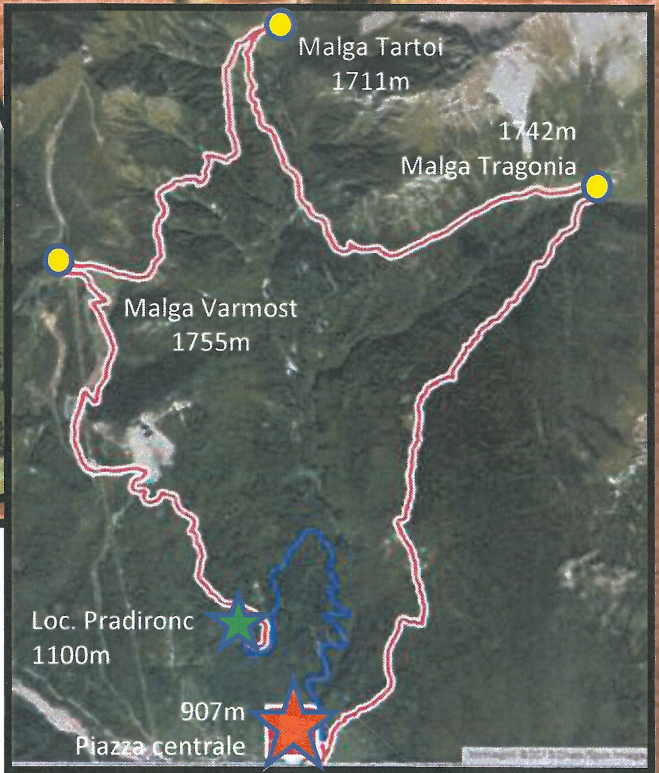 Malga Tartoi
1711m
1742m
Malga Tragonia
Malga Varmost
1755m
Loc. Pradironc
1100m
907m
Piazza centrale